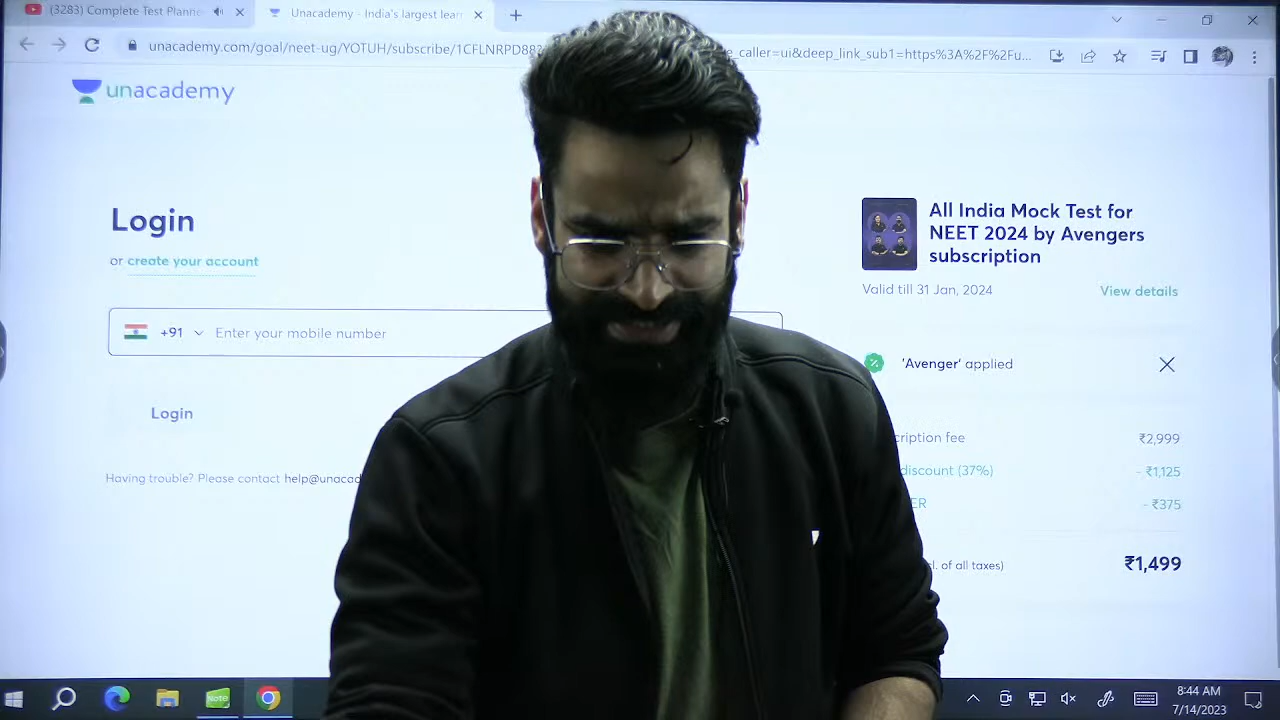 (3283) Complete Test Planne
Unacademy - India's largest lear
unacademy.com/goal/neet-ug/YOTUH/subscribe/1CFLNRPD88
e_caller=ui&deep_link_sub1=https%3A%2F%2Fu...
unacademy
Login
or create your account
+91 Enter your mobile number
Login
Having trouble? Please contact help@unacad
All India Mock Test for
NEET 2024 by Avengers
subscription
Valid till 31 Jan, 2024
View details
'Avenger' applied
cription fee ₹2,999
discount (37%) - ₹1,125
ER - ₹375
cl. of all taxes) ₹1,499
Note
8:44 AM
7/14/2023